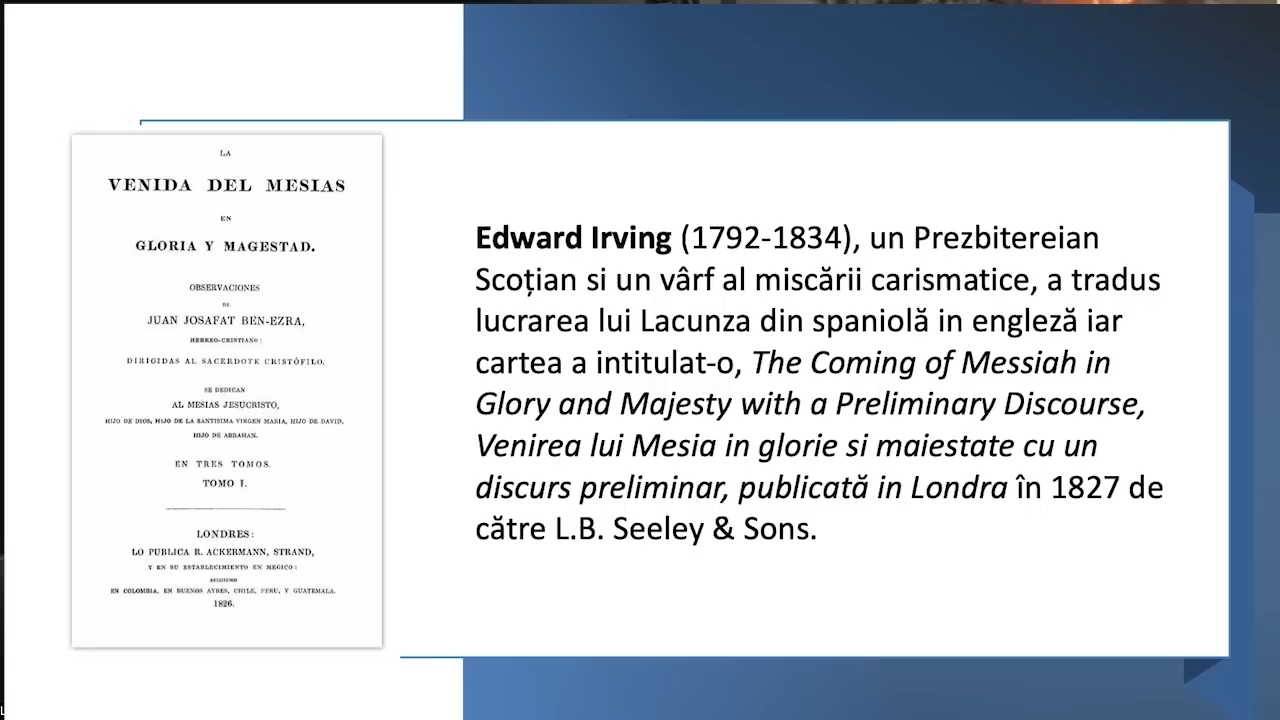 LA
VENIDA DEL MESIAS
EN
GLORIA Y MAGESTAD.
OBSERVACIONES
DE
JUAN JOSAFAT BEN-EZRA,
HEBREO-CRISTIANO:
DIRIGIDAS AL SACERDOTE CRISTÓFILO.
SE DEDICAN
AL MESIAS JESUCRISTO,
HIJO DE DIOS, HIJO DE LA SANTISIMA VIRGEN MARIA, HIJO DE DAVID,
HIJO DE ABRAHAN.
EN TRES TOMOS.
TOMO I.
LONDRES:
LO PUBLICA R. ACKERMANN, STRAND,
Y EN SU ESTABLECIMIENTO EN MEGICO:
ASIMISMO
EN COLOMBIA, EN BUENOS AYRES, CHILE, PERU, Y GUATEMALA.
1826.
Edward Irving (1792-1834), un Prezbitereian
Scoțian si un vârf al miscării carismatice, a tradus
lucrarea lui Lacunza din spaniolă in engleză iar
cartea a intitulat-o, The Coming of Messiah in
Glory and Majesty with a Preliminary Discourse,
Venirea lui Mesia in glorie si maiestate cu un
discurs preliminar, publicată in Londra în 1827 de
către L.B. Seeley & Sons.